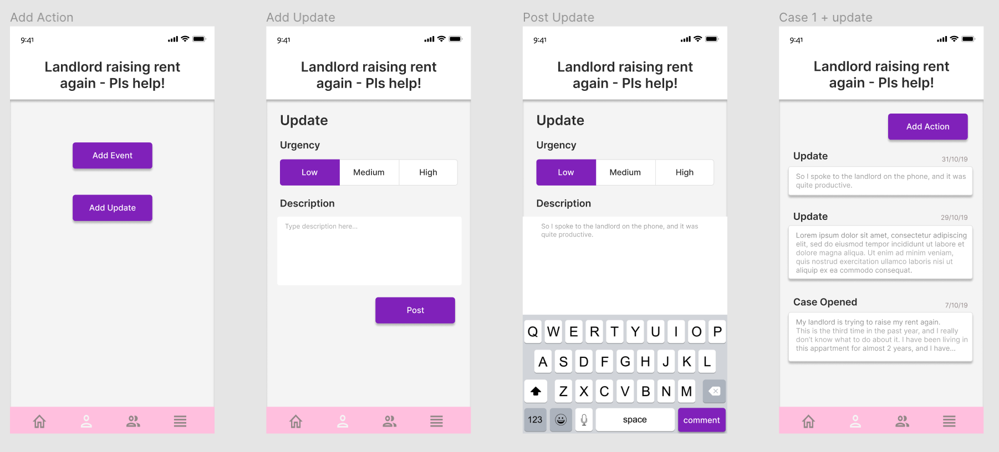 Add Action
9:41
Landlord raising rent
again - Pls help!
Add Event
Add Update
Add Update
9:41
Landlord raising rent
again - Pls help!
Update
Urgency
Low
Medium
High
Description
Type description here...
Post
Post Update
9:41
Landlord raising rent
again - Pls help!
Update
Urgency
Low
Medium
High
Description
So I spoke to the landlord on the phone, and it was
quite productive.
Q W E R T Y U I O P
A S D F G H J K L
Z X C V B N M
123
space
comment
Case 1 + update
9:41
Landlord raising rent
again - Pls help!
Add Action
Update
31/10/19
So I spoke to the landlord on the phone, and it was
quite productive.
Update
29/10/19
Lorem ipsum dolor sit amet, consectetur adipiscing
elit, sed do eiusmod tempor incididunt ut labore et
dolore magna aliqua. Ut enim ad minim veniam,
quis nostrud exercitation ullamco laboris nisi ut
aliquip ex ea commodo consequat.
Case Opened
7/10/19
My landlord is trying to raise my rent again.
This is the third time in the past year, and I really
don't know what to do about it. I have been living in
this appartment for almost 2 years, and I have...